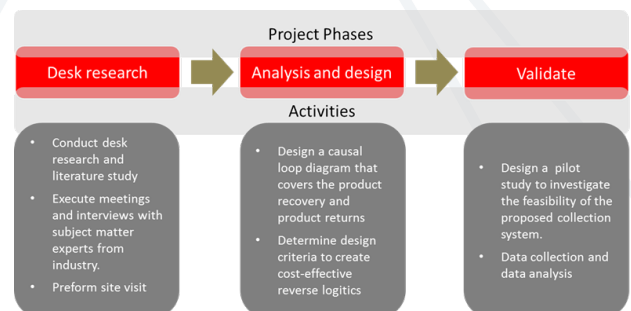 Project Phases
Desk research
Analysis and design
Validate
Activities
• Conduct desk
research and
literature study
• Execute meetings
and interviews with
subject matter
experts from
industry.
• Preform site visit
• Design a causal
loop diagram that
covers the product
recovery and
product returns
• Determine design
criteria to create
cost-effective
reverse logitics
• Design a  pilot
study to investigate
the feasibility of the
proposed collection
system.
• Data collection and
data analysis